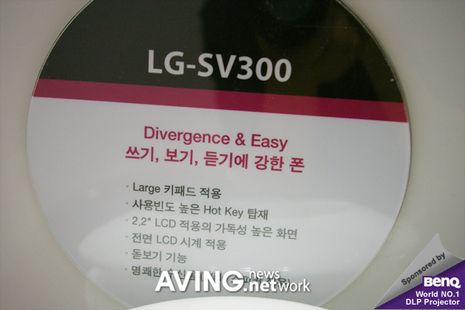 LG-SV300
Divergence & Easy
쓰기, 보기, 듣기에 강한 폰
· Large 키패드 적용
· 사용빈도 높은 Hot Key 탑재
· 2.2" LCD 적용의 가독성 높은 화면
· 전면 LCD 시계 적용
· 돋보기 기능
· 명쾌한
AVING news network
Sponsored by
BenQ
World NO.1
DLP Projector